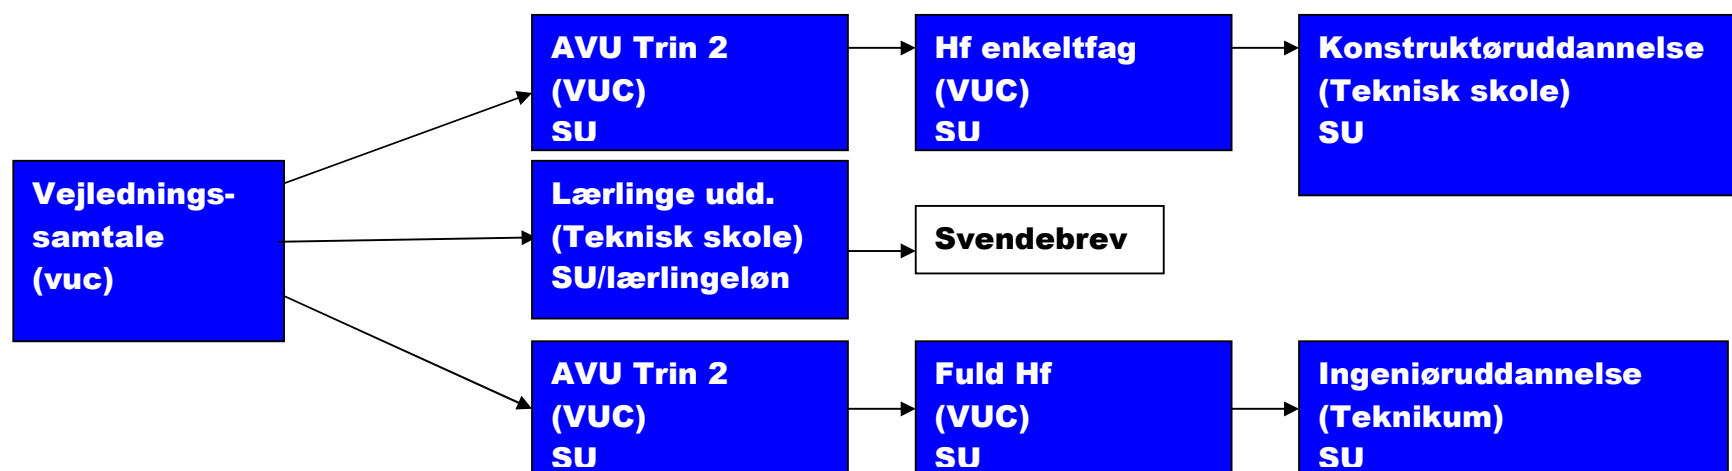 AVU Trin 2
(VUC)
SU
Hf enkeltfag
(VUC)
SU
Konstruktøruddannelse
(Teknisk skole)
SU
Vejlednings-
samtale
(vuc)
Lærlinge udd.
(Teknisk skole)
SU/lærlingeløn
Svendebrev
AVU Trin 2
(VUC)
SU
Fuld Hf
(VUC)
SU
Ingeniøruddannelse
(Teknikum)
SU